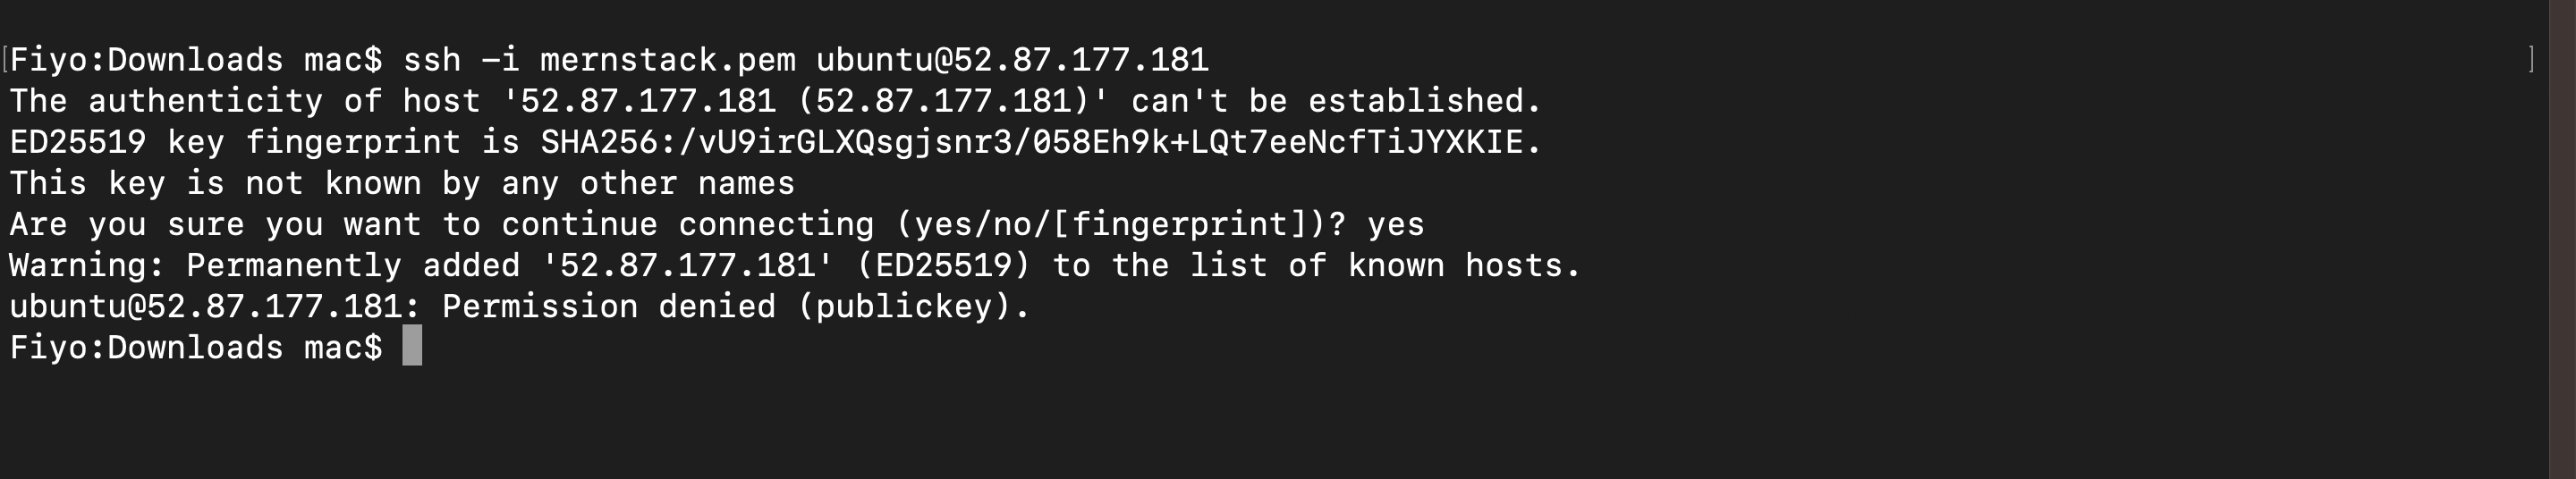 [Fiyo:Downloads mac$ ssh -i mernstack.pem ubuntu@52.87.177.181 ]
The authenticity of host '52.87.177.181 (52.87.177.181)' can't be established.
ED25519 key fingerprint is SHA256:/vU9irGLXQsgjsnr3/058Eh9k+LQt7eeNcfTiJYXKIE.
This key is not known by any other names
Are you sure you want to continue connecting (yes/no/[fingerprint])? yes
Warning: Permanently added '52.87.177.181' (ED25519) to the list of known hosts.
ubuntu@52.87.177.181: Permission denied (publickey).
Fiyo:Downloads mac$